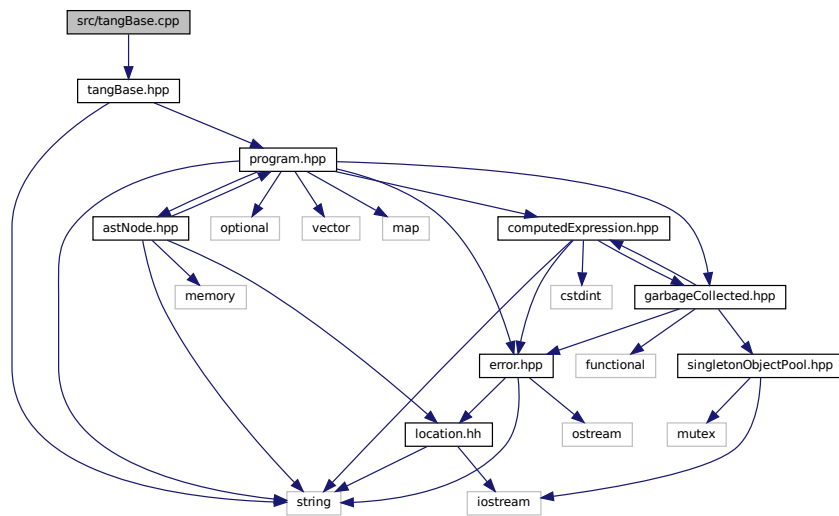 src/tangBase.cpp
tangBase.hpp
program.hpp
astNode.hpp
optional
vector
map
computedExpression.hpp
memory
cstdint
garbageCollected.hpp
error.hpp
functional
singletonObjectPool.hpp
location.hh
ostream
mutex
string
iostream